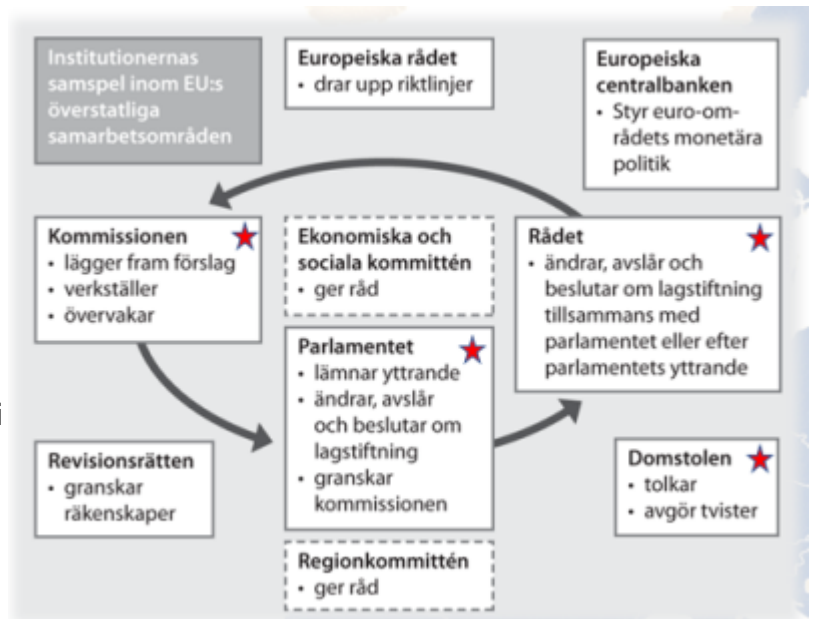 Institutionernas
samspel inom EU:s
överstatliga
samarbetsområden
Europeiska rådet
• drar upp riktlinjer
Europeiska
centralbanken
• Styr euro-om-
rådets monetära
politik
Kommissionen
• lägger fram förslag
• verkställer
• övervakar
Ekonomiska och
sociala kommittén
• ger råd
Rådet
• ändrar, avslår och
beslutar om lagstiftning
tillsammans med
parlamentet eller efter
parlamentets yttrande
Parlamentet
• lämnar yttrande
• ändrar, avslår
och beslutar om
lagstiftning
• granskar
kommissionen
i
Revisionsrätten
• granskar
räkenskaper
Domstolen
• tolkar
• avgör tvister
Regionkommittén
• ger råd